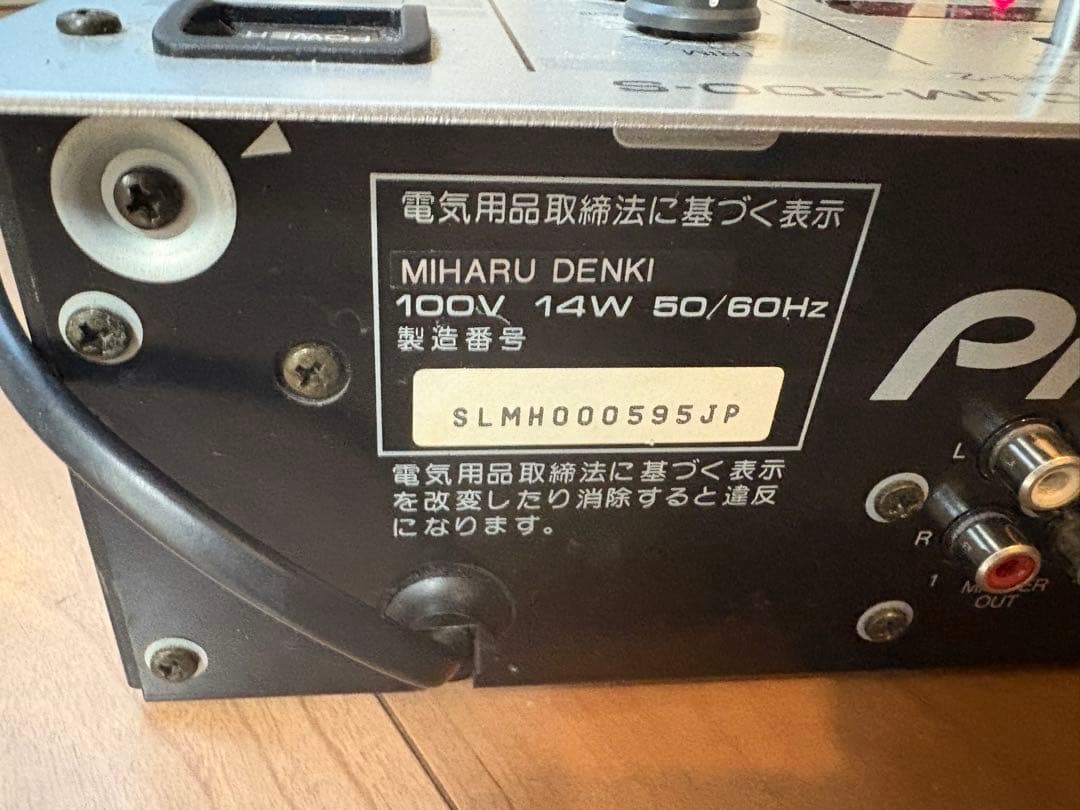 POWER
DJM-300-S
電気用品取締法に基づく表示
MIHARU DENKI
100V 14W 50/60Hz
製造番号
SLMH000595JP
電気用品取締法に基づく表示
を改変したり消除すると違反
になります。
L
R
1
MASTER
OUT